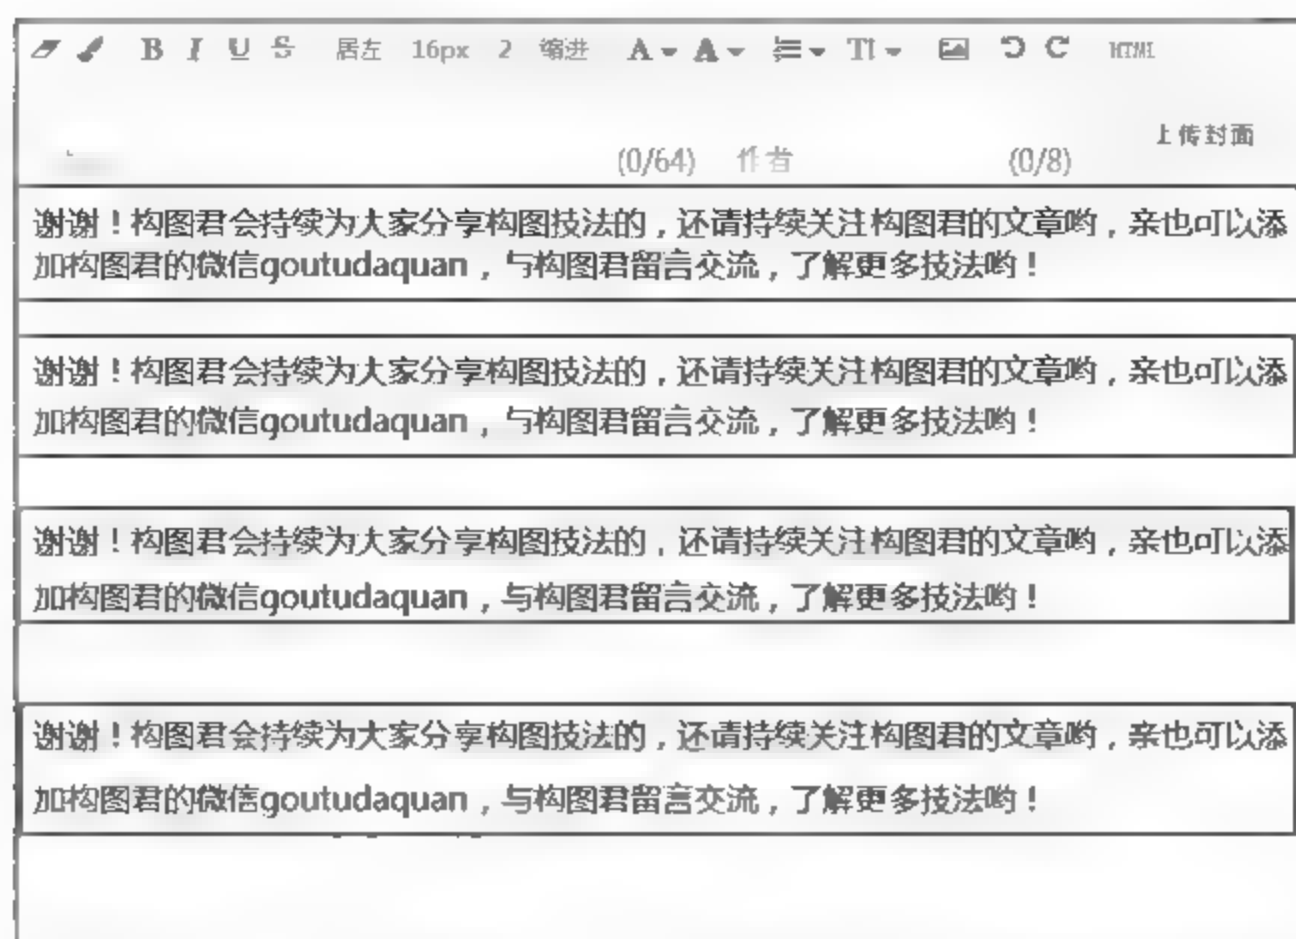 B I U S 居左 16px 2 缩进 A A Tt HTML
上传封面
(0/64) 作者 (0/8)
谢谢！构图君会持续为大家分享构图技法的，还请持续关注构图君的文章哟，亲也可以添
加构图君的微信goutudaquan，与构图君留言交流，了解更多技法哟！
谢谢！构图君会持续为大家分享构图技法的，还请持续关注构图君的文章哟，亲也可以添
加构图君的微信goutudaquan，与构图君留言交流，了解更多技法哟！
谢谢！构图君会持续为大家分享构图技法的，还请持续关注构图君的文章哟，亲也可以添
加构图君的微信goutudaquan，与构图君留言交流，了解更多技法哟！
谢谢！构图君会持续为大家分享构图技法的，还请持续关注构图君的文章哟，亲也可以添
加构图君的微信goutudaquan，与构图君留言交流，了解更多技法哟！